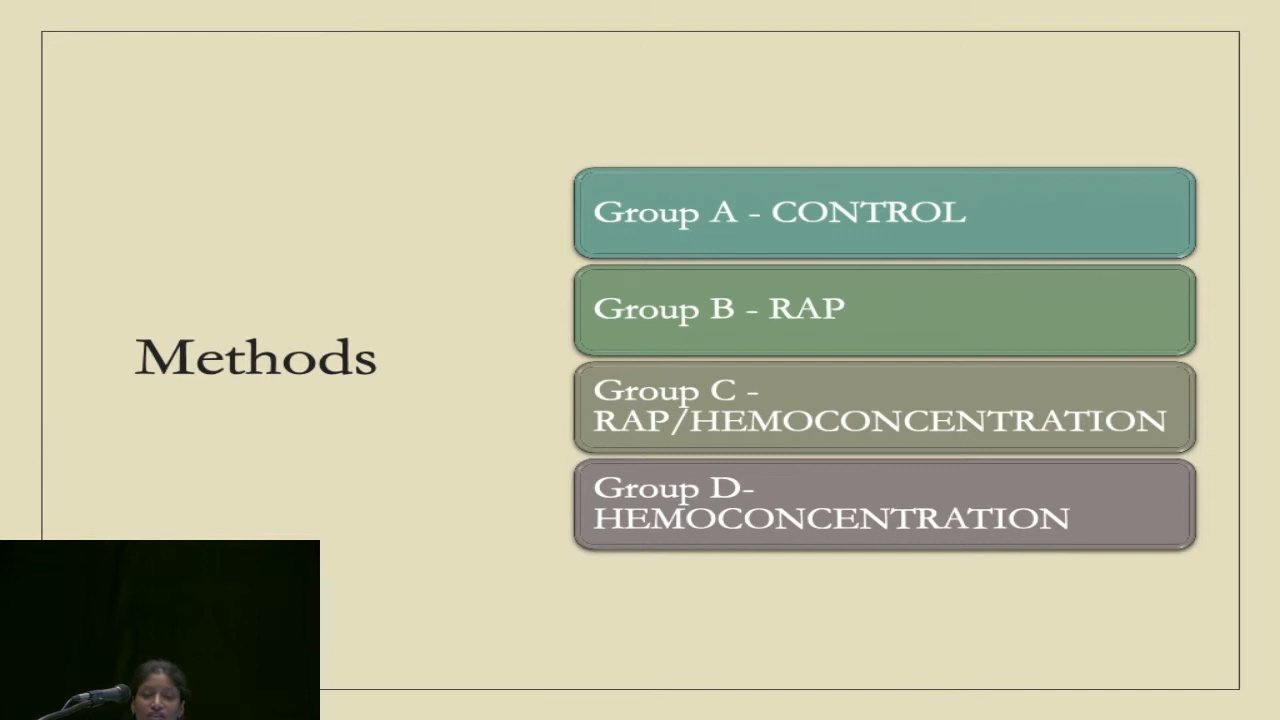 Methods
Group A - CONTROL
Group B - RAP
Group C -
RAP/HEMOCONCENTRATION
Group D-
HEMOCONCENTRATION